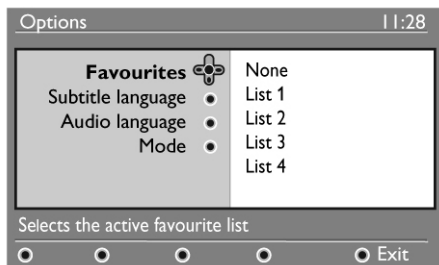 Options 11:28
Favourites None
Subtitle language List 1
Audio language List 2
Mode List 3
List 4
Selects the active favourite list
Exit